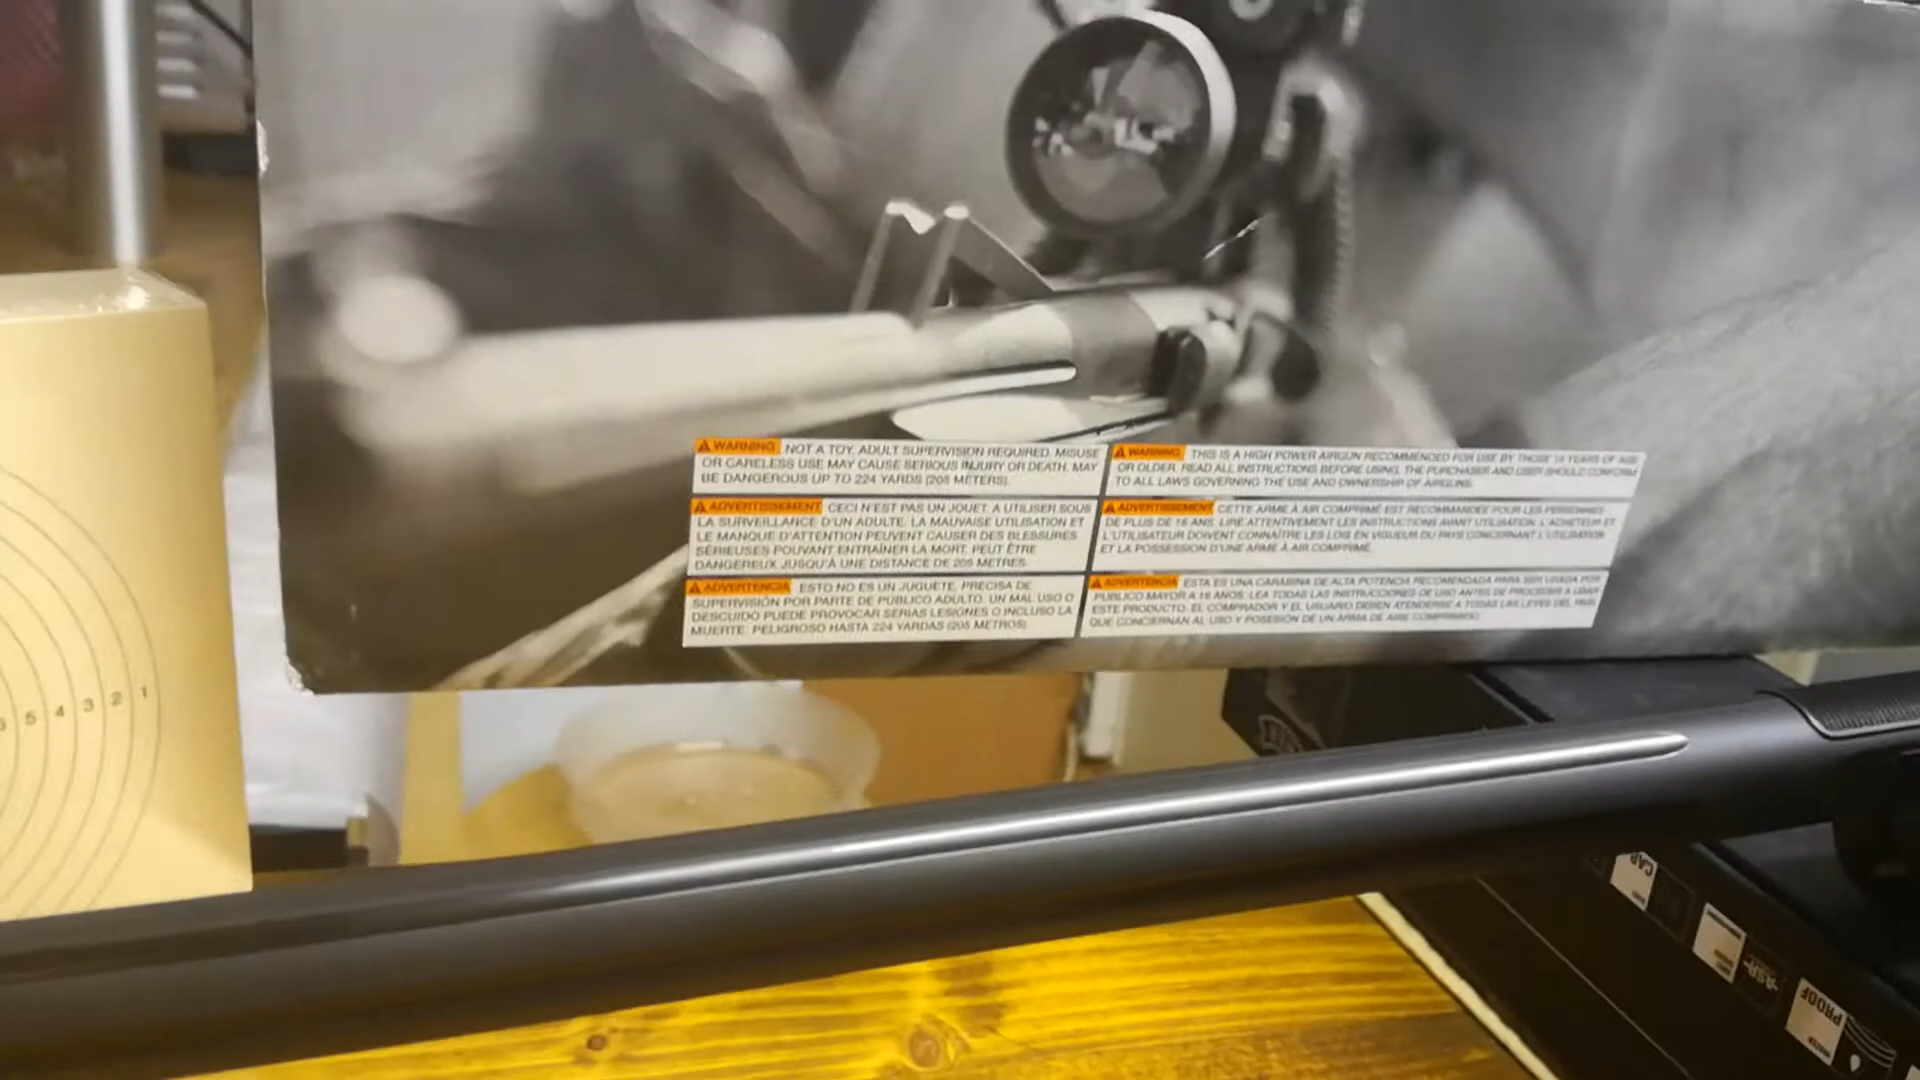 WARNING NOT A TOY. ADULT SUPERVISION REQUIRED. MISUSE
OR CARELESS USE MAY CAUSE SERIOUS INJURY OR DEATH. MAY
BE DANGEROUS UP TO 224 YARDS (205 METERS).
WARNING THIS IS A HIGH POWER AIRGUN RECOMMENDED FOR USE BY THOSE 16 YEARS OF AGE
OR OLDER. READ ALL INSTRUCTIONS BEFORE USING. THE PURCHASER AND USER SHOULD CONFORM
TO ALL LAWS GOVERNING THE USE AND OWNERSHIP OF AIRGUNS.
ADVERTISSEMENT CECI N'EST PAS UN JOUET. A UTILISER SOUS
LA SURVEILLANCE D'UN ADULTE. LA MAUVAISE UTILISATION ET
LE MANQUE D'ATTENTION PEUVENT CAUSER DES BLESSURES
SÉRIEUSES POUVANT ENTRAÎNER LA MORT. PEUT ÊTRE
DANGEREUX JUSQU'À UNE DISTANCE DE 205 METRES.
ADVERTISSEMENT CETTE ARME À AIR COMPRIMÉ EST RECOMMANDÉE POUR LES PERSONNES
DE PLUS DE 16 ANS. LIRE ATTENTIVEMENT LES INSTRUCTIONS AVANT UTILISATION. L'ACHETEUR ET
L'UTILISATEUR DOIVENT CONNAÎTRE LES LOIS EN VIGUEUR DU PAYS CONCERNANT L'UTILISATION
ET LA POSSESSION D'UNE ARME À AIR COMPRIMÉ.
ADVERTENCIA ESTO NO ES UN JUGUETE. PRECISA DE
SUPERVISIÓN POR PARTE DE PUBLICO ADULTO. UN MAL USO O
DESCUIDO PUEDE PROVOCAR SERIAS LESIONES O INCLUSO LA
MUERTE. PELIGROSO HASTA 224 YARDAS (205 METROS)
ADVERTENCIA ESTA ES UNA CARABINA DE ALTA POTENCIA RECOMENDADA PARA SER USADA POR
PUBLICO MAYOR A 16 ANOS. LEA TODAS LAS INSTRUCCIONES DE USO ANTES DE PROCEDER A USAR
ESTE PRODUCTO. EL COMPRADOR Y EL USUARIO DEBEN ATENDERSE A TODAS LAS LEYES DEL PAIS
QUE CONCIERNAN AL USO Y POSESIÓN DE UN ARMA DE AIRE COMPRIMIDO.
5 4 3 2 1
CAP
ASG
PROOF